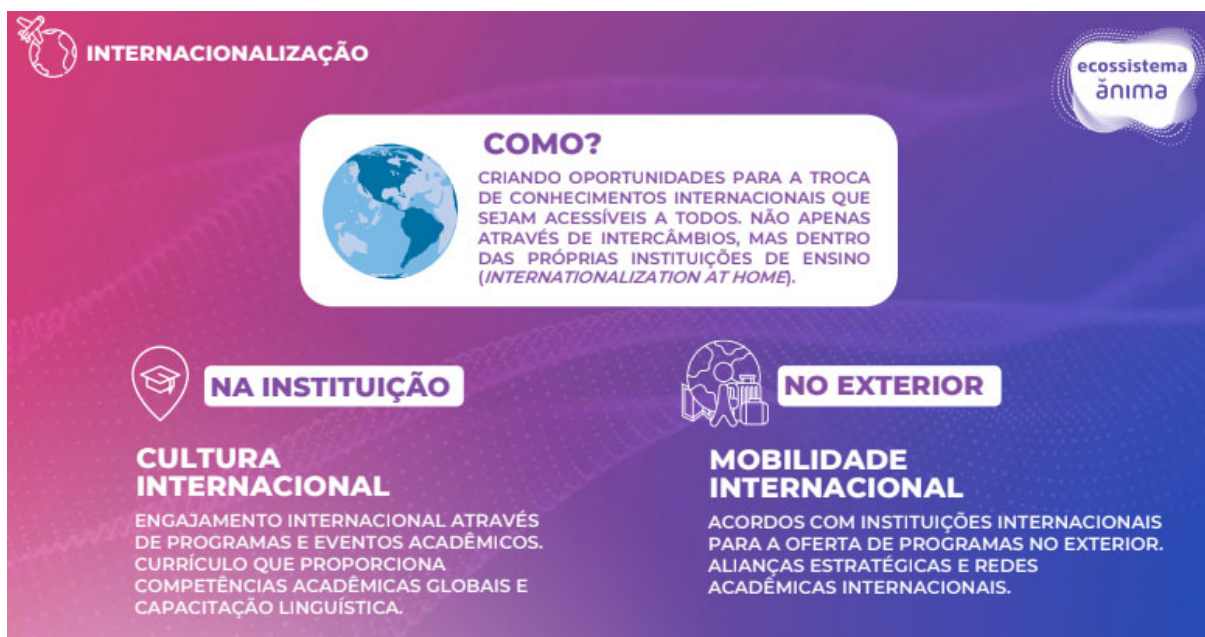 INTERNACIONALIZAÇÃO
ecossistema
ănıma
COMO?
CRIANDO OPORTUNIDADES PARA A TROCA
DE CONHECIMENTOS INTERNACIONAIS QUE
SEJAM ACESSÍVEIS A TODOS. NÃO APENAS
ATRAVÉS DE INTERCÂMBIOS, MAS DENTRO
DAS PRÓPRIAS INSTITUIÇÕES DE ENSINO
(INTERNATIONALIZATION AT HOME).
NA INSTITUIÇÃO
CULTURA
INTERNACIONAL
ENGAJAMENTO INTERNACIONAL ATRAVÉS
DE PROGRAMAS E EVENTOS ACADÊMICOS.
CURRÍCULO QUE PROPORCIONA
COMPETÊNCIAS ACADÊMICAS GLOBAIS E
CAPACITAÇÃO LINGUÍSTICA.
NO EXTERIOR
MOBILIDADE
INTERNACIONAL
ACORDOS COM INSTITUIÇÕES INTERNACIONAIS
PARA A OFERTA DE PROGRAMAS NO EXTERIOR.
ALIANÇAS ESTRATÉGICAS E REDES
ACADÊMICAS INTERNACIONAIS.